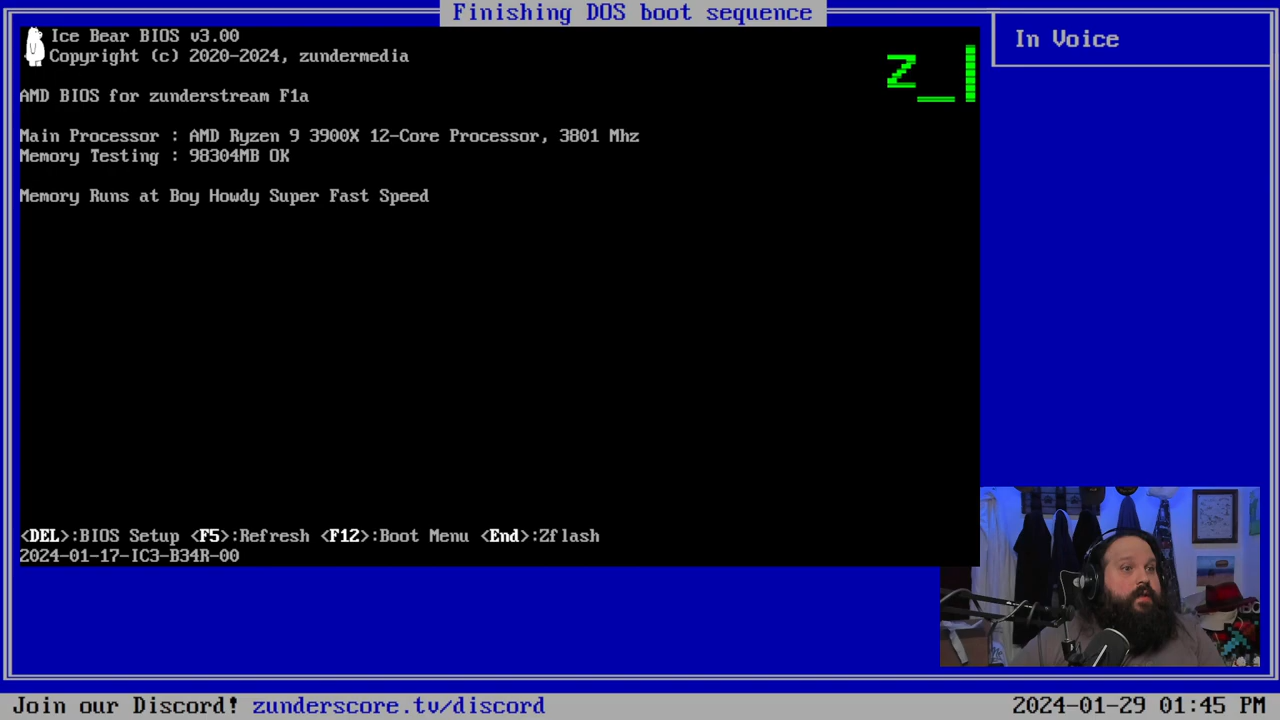 Finishing DOS boot sequence
Ice Bear BIOS v3.00
Copyright (c) 2020-2024, zundermedia
z_
In Voice
AMD BIOS for zunderstream F1a
Main Processor : AMD Ryzen 9 3900X 12-Core Processor, 3801 Mhz
Memory Testing : 98304MB OK
Memory Runs at Boy Howdy Super Fast Speed
<DEL>:BIOS Setup <F5>:Refresh <F12>:Boot Menu <End>:Zflash
2024-01-17-IC3-B34R-00
Join our Discord! zunderscore.tv/discord
2024-01-29 01:45 PM